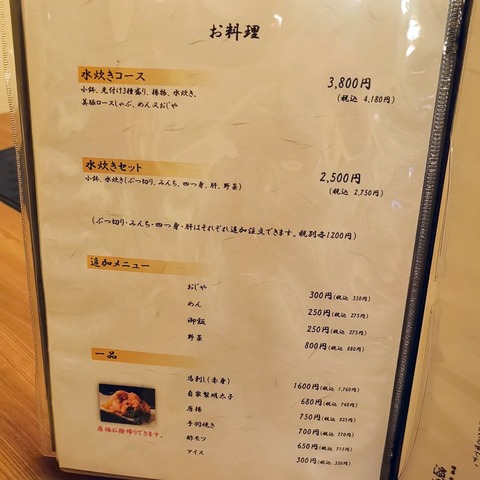 お料理
水炊きコース
3,800円
小鉢、先付け3種盛り、揚物、水炊き、
(税込 4,180円)
美豚ロースしゃぶ、めん又おじや
水炊きセット
2,500円
小鉢、水炊き(ぶつ切り、みんち、四つ身、肝、野菜)
(税込 2,750円)
(ぶつ切り・みんち・四つ身・肝はそれぞれ追加注文できます。税別各1200円)
追加メニュー
おじや 300円(税込 330円)
めん 250円(税込 275円)
御飯 250円(税込 275円)
野菜 800円(税込 880円)
一品
馬刺し(赤身) 1600円(税込 1,760円)
自家製明太子 680円(税込 748円)
唐揚 750円(税込 825円)
手羽焼き 700円(税込 770円)
酢モツ 650円(税込 715円)
アイス 300円(税込 330円)
唐揚お持帰りできます。